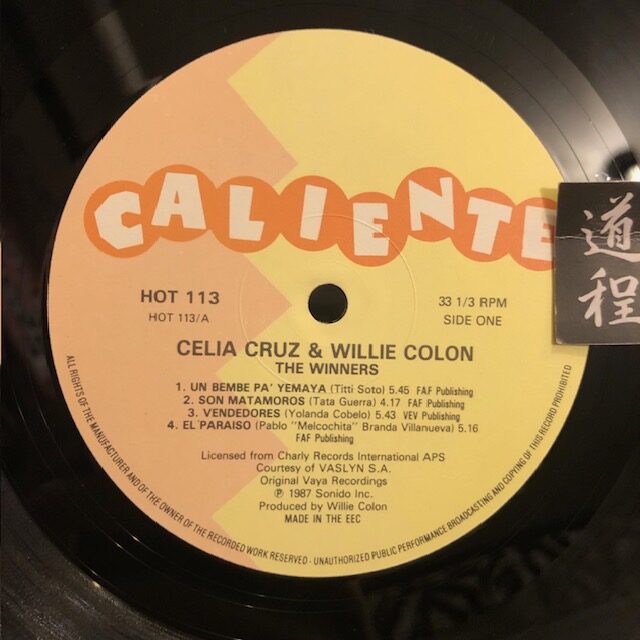 CALIENTE
道程
HOT 113
HOT 113/A
33 1/3 RPM
SIDE ONE
CELIA CRUZ & WILLIE COLON
THE WINNERS
1. UN BEMBE PA' YEMAYA (Titti Soto) 5.45 FA.F Publishing
2. SON MATAMOROS (Tata Guerra) 4.17 FAF Publishing
3. VENDEDORES (Yolanda Cobelo) 5.43 VEV Publishing
4. EL PARAISO (Pablo "Melcochita" Branda Villanueva) 5.16
FAF Publishing
Licensed from Charly Records International APS
Courtesy of VASLYN S.A.
Original Vaya Recordings
℗ 1987 Sonido Inc.
Produced by Willie Colon
MADE IN THE EEC
ALL RIGHTS OF THE MANUFACTURER AND OF THE OWNER OF THE RECORDED WORK RESERVED - UNAUTHORIZED PUBLIC PERFORMANCE BROADCASTING AND COPYING OF THIS RECORD PROHIBITED